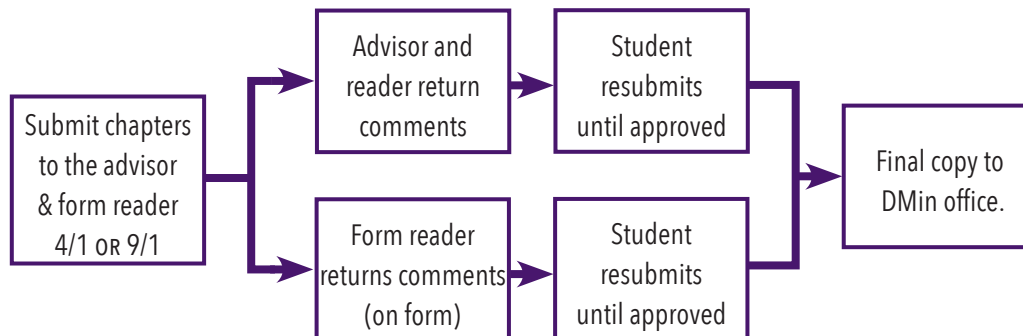 Submit chapters
to the advisor
& form reader
4/1 OR 9/1
Advisor and
reader return
comments
Student
resubmits
until approved
Form reader
returns comments
(on form)
Student
resubmits
until approved
Final copy to
DMin office.